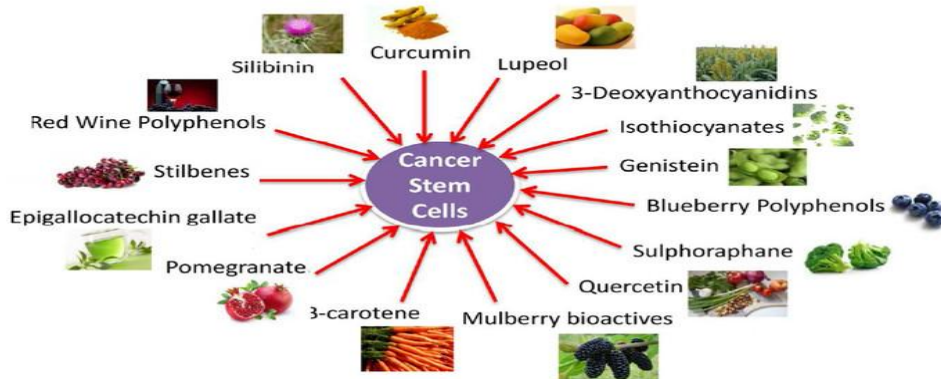 Curcumin
Silibinin
Lupeol
3-Deoxyanthocyanidins
Red Wine Polyphenols
Isothiocyanates
Cancer
Stem
Cells
Stilbenes
Genistein
Epigallocatechin gallate
Blueberry Polyphenols
Pomegranate
Sulphoraphane
Quercetin
3-carotene
Mulberry bioactives